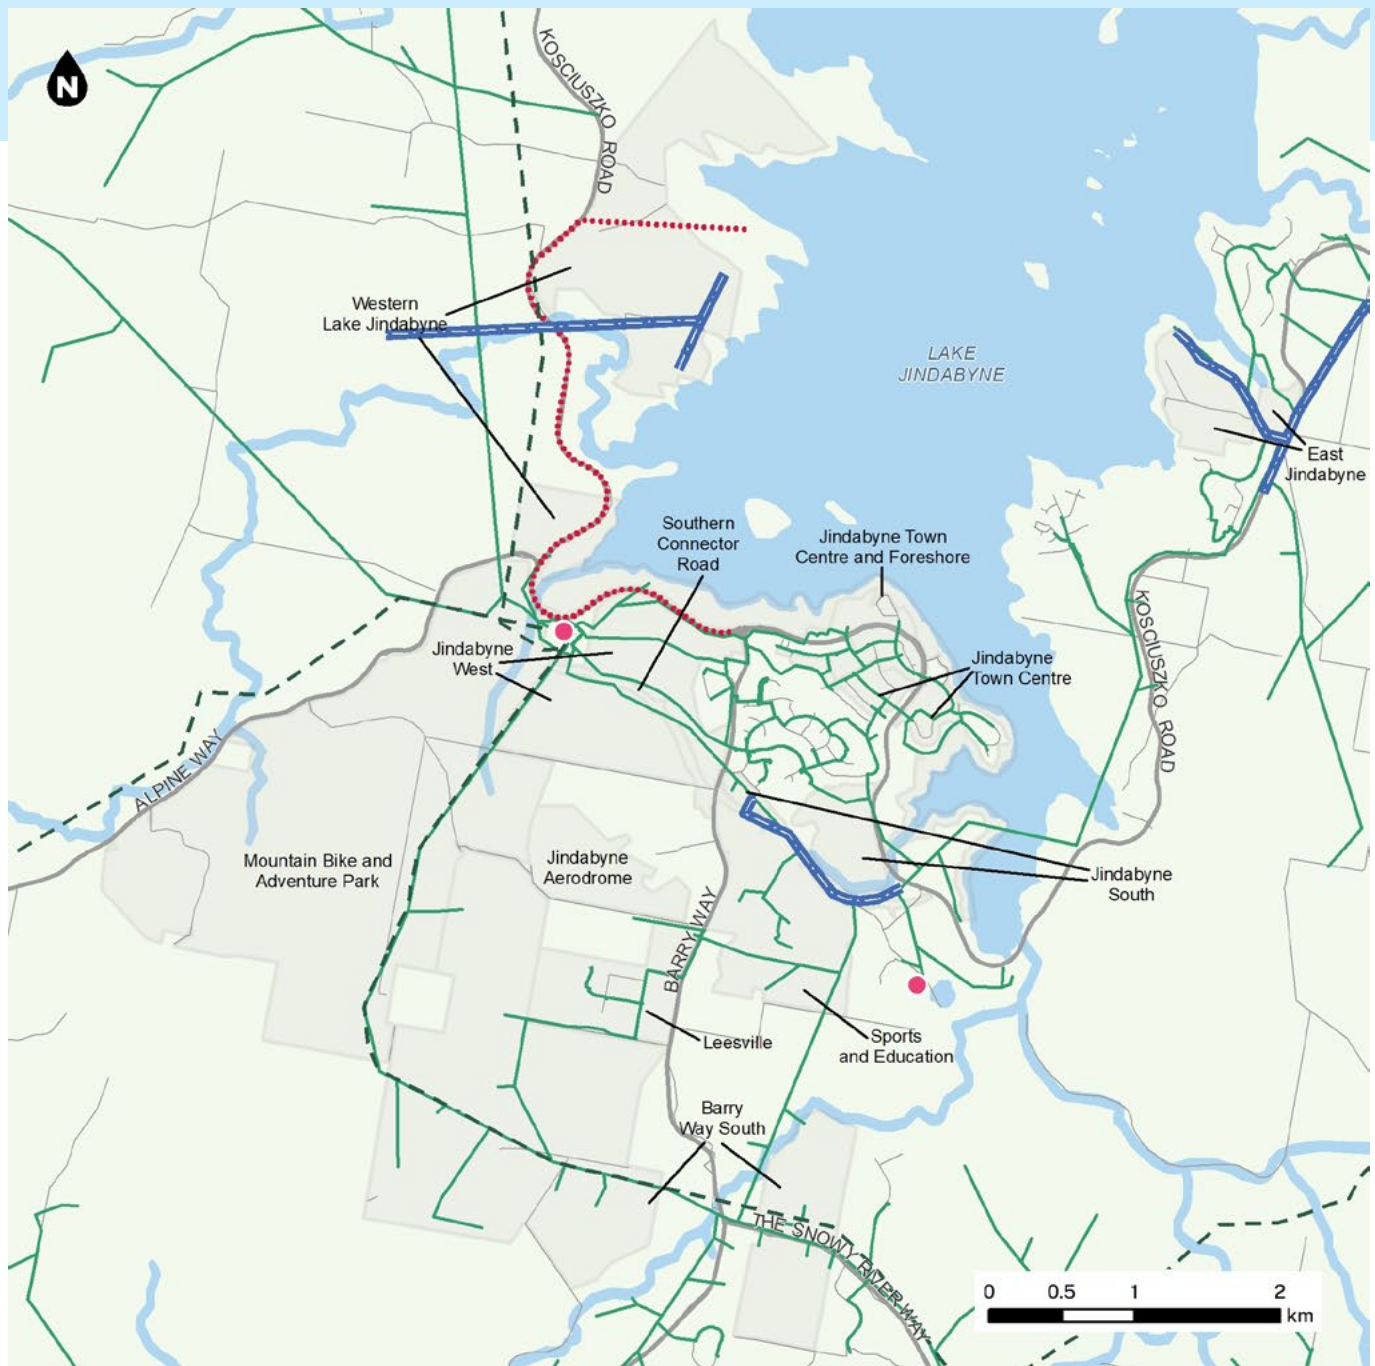 N
KOSCIUSZKO ROAD
Western
Lake Jindabyne
LAKE
JINDABYNE
East
Jindabyne
Southern
Connector
Road
Jindabyne Town
Centre and Foreshore
KOSCIUSZKO ROAD
Jindabyne
West
Jindabyne
Town Centre
ALPINE WAY
Mountain Bike and
Adventure Park
Jindabyne
Aerodrome
Jindabyne
South
BARRY WAY
Leesville
Sports
and Education
Barry
Way South
THE SNOWY RIVER WAY
0 0.5 1 2
km